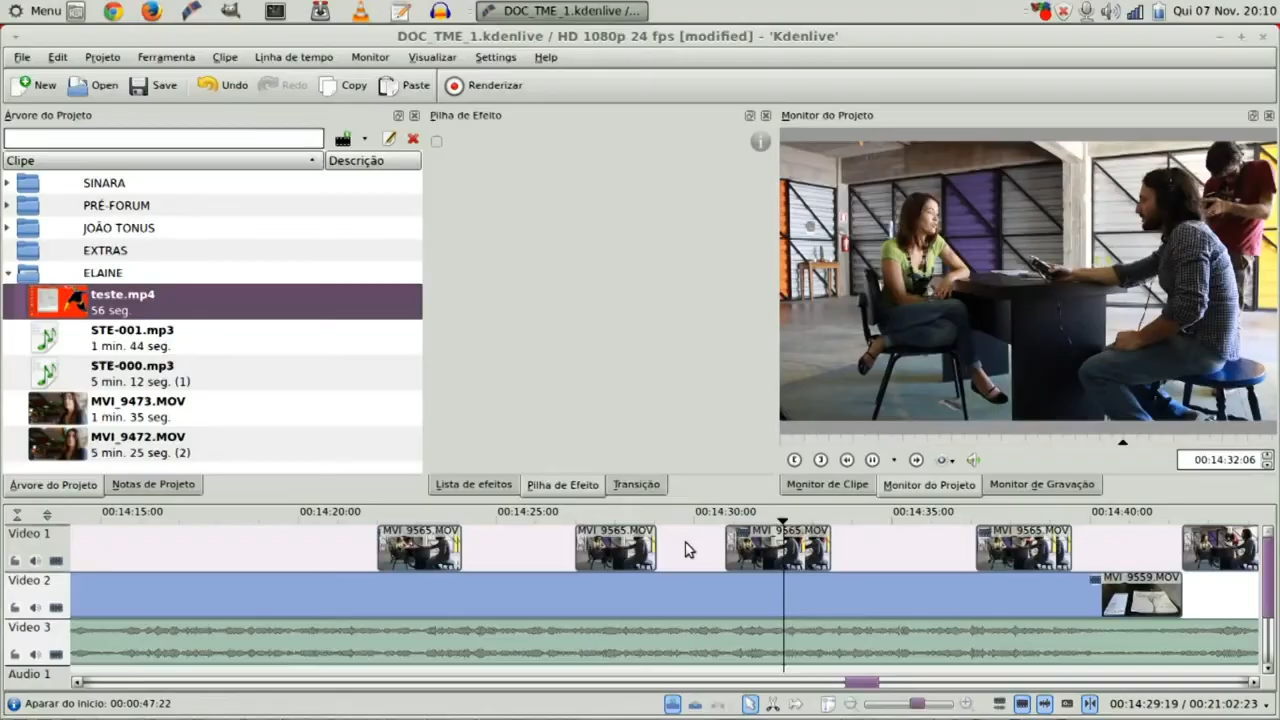 Menu
DOC_TME_1.kdenlive /...
Qui 07 Nov. 20:10
DOC_TME_1.kdenlive / HD 1080p 24 fps [modified] – 'Kdenlive'
File Edit Projeto Ferramenta Clipe Linha de tempo Monitor Visualizar Settings Help
New Open Save Undo Redo Copy Paste Renderizar
Árvore do Projeto
Pilha de Efeito
Monitor do Projeto
Clipe Descrição
SINARA
PRÉ-FORUM
JOÃO TONUS
EXTRAS
ELAINE
teste.mp4
56 seg.
STE-001.mp3
1 min. 44 seg.
STE-000.mp3
5 min. 12 seg. (1)
MVI_9473.MOV
1 min. 35 seg.
MVI_9472.MOV
5 min. 25 seg. (2)
00:14:32:06
Árvore do Projeto Notas de Projeto
Lista de efeitos Pilha de Efeito Transição
Monitor de Clipe Monitor do Projeto Monitor de Gravação
00:14:15:00 00:14:20:00 00:14:25:00 00:14:30:00 00:14:35:00 00:14:40:00
Video 1
MVI_9565.MOV MVI_9565.MOV MVI_9565.MOV MVI_9565.MOV
Video 2
MVI_9559.MOV
Video 3
Audio 1
Aparar do início: 00:00:47:22
00:14:29:19 / 00:21:02:23